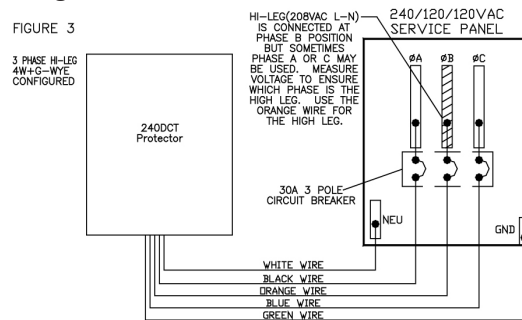 FIGURE 3
3 PHASE HI-LEG
4W+G-WYE
CONFIGURED
240DCT
Protector
HI-LEG(208VAC L-N)
IS CONNECTED AT
PHASE B POSITION
BUT SOMETIMES
PHASE A OR C MAY
BE USED. MEASURE
VOLTAGE TO ENSURE
WHICH PHASE IS THE
HIGH LEG. USE THE
ORANGE WIRE FOR
THE HIGH LEG.
240/120/120VAC
SERVICE PANEL
ØA ØB ØC
30A 3 POLE
CIRCUIT BREAKER
NEU
GND
WHITE WIRE
BLACK WIRE
ORANGE WIRE
BLUE WIRE
GREEN WIRE